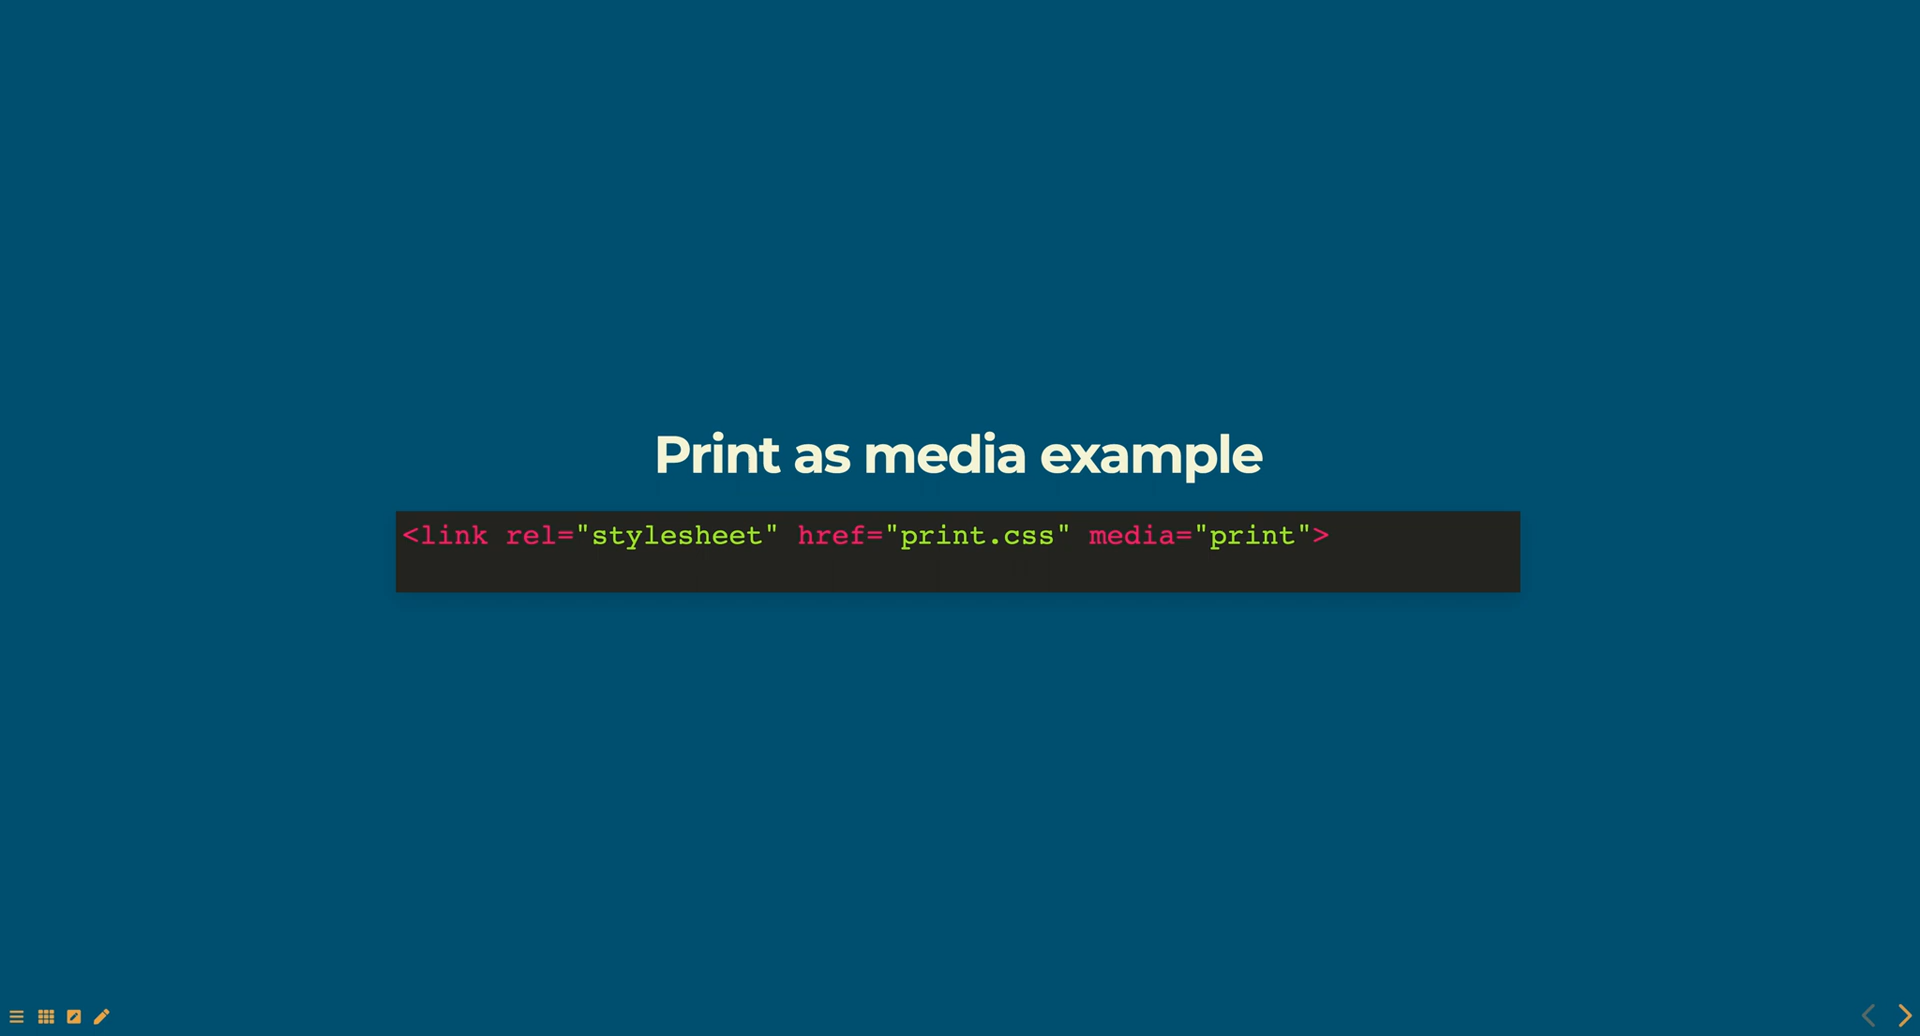 Print as media example
<link rel="stylesheet" href="print.css" media="print">